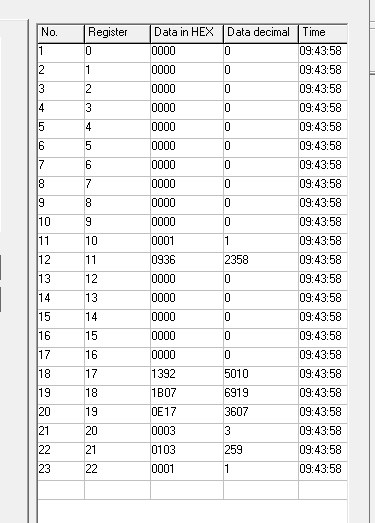 No. Register Data in HEX Data decimal Time
1 0 0000 0 09:43:58
2 1 0000 0 09:43:58
3 2 0000 0 09:43:58
4 3 0000 0 09:43:58
5 4 0000 0 09:43:58
6 5 0000 0 09:43:58
7 6 0000 0 09:43:58
8 7 0000 0 09:43:58
9 8 0000 0 09:43:58
10 9 0000 0 09:43:58
11 10 0001 1 09:43:58
12 11 0936 2358 09:43:58
13 12 0000 0 09:43:58
14 13 0000 0 09:43:58
15 14 0000 0 09:43:58
16 15 0000 0 09:43:58
17 16 0000 0 09:43:58
18 17 1392 5010 09:43:58
19 18 1B07 6919 09:43:58
20 19 0E17 3607 09:43:58
21 20 0003 3 09:43:58
22 21 0103 259 09:43:58
23 22 0001 1 09:43:58